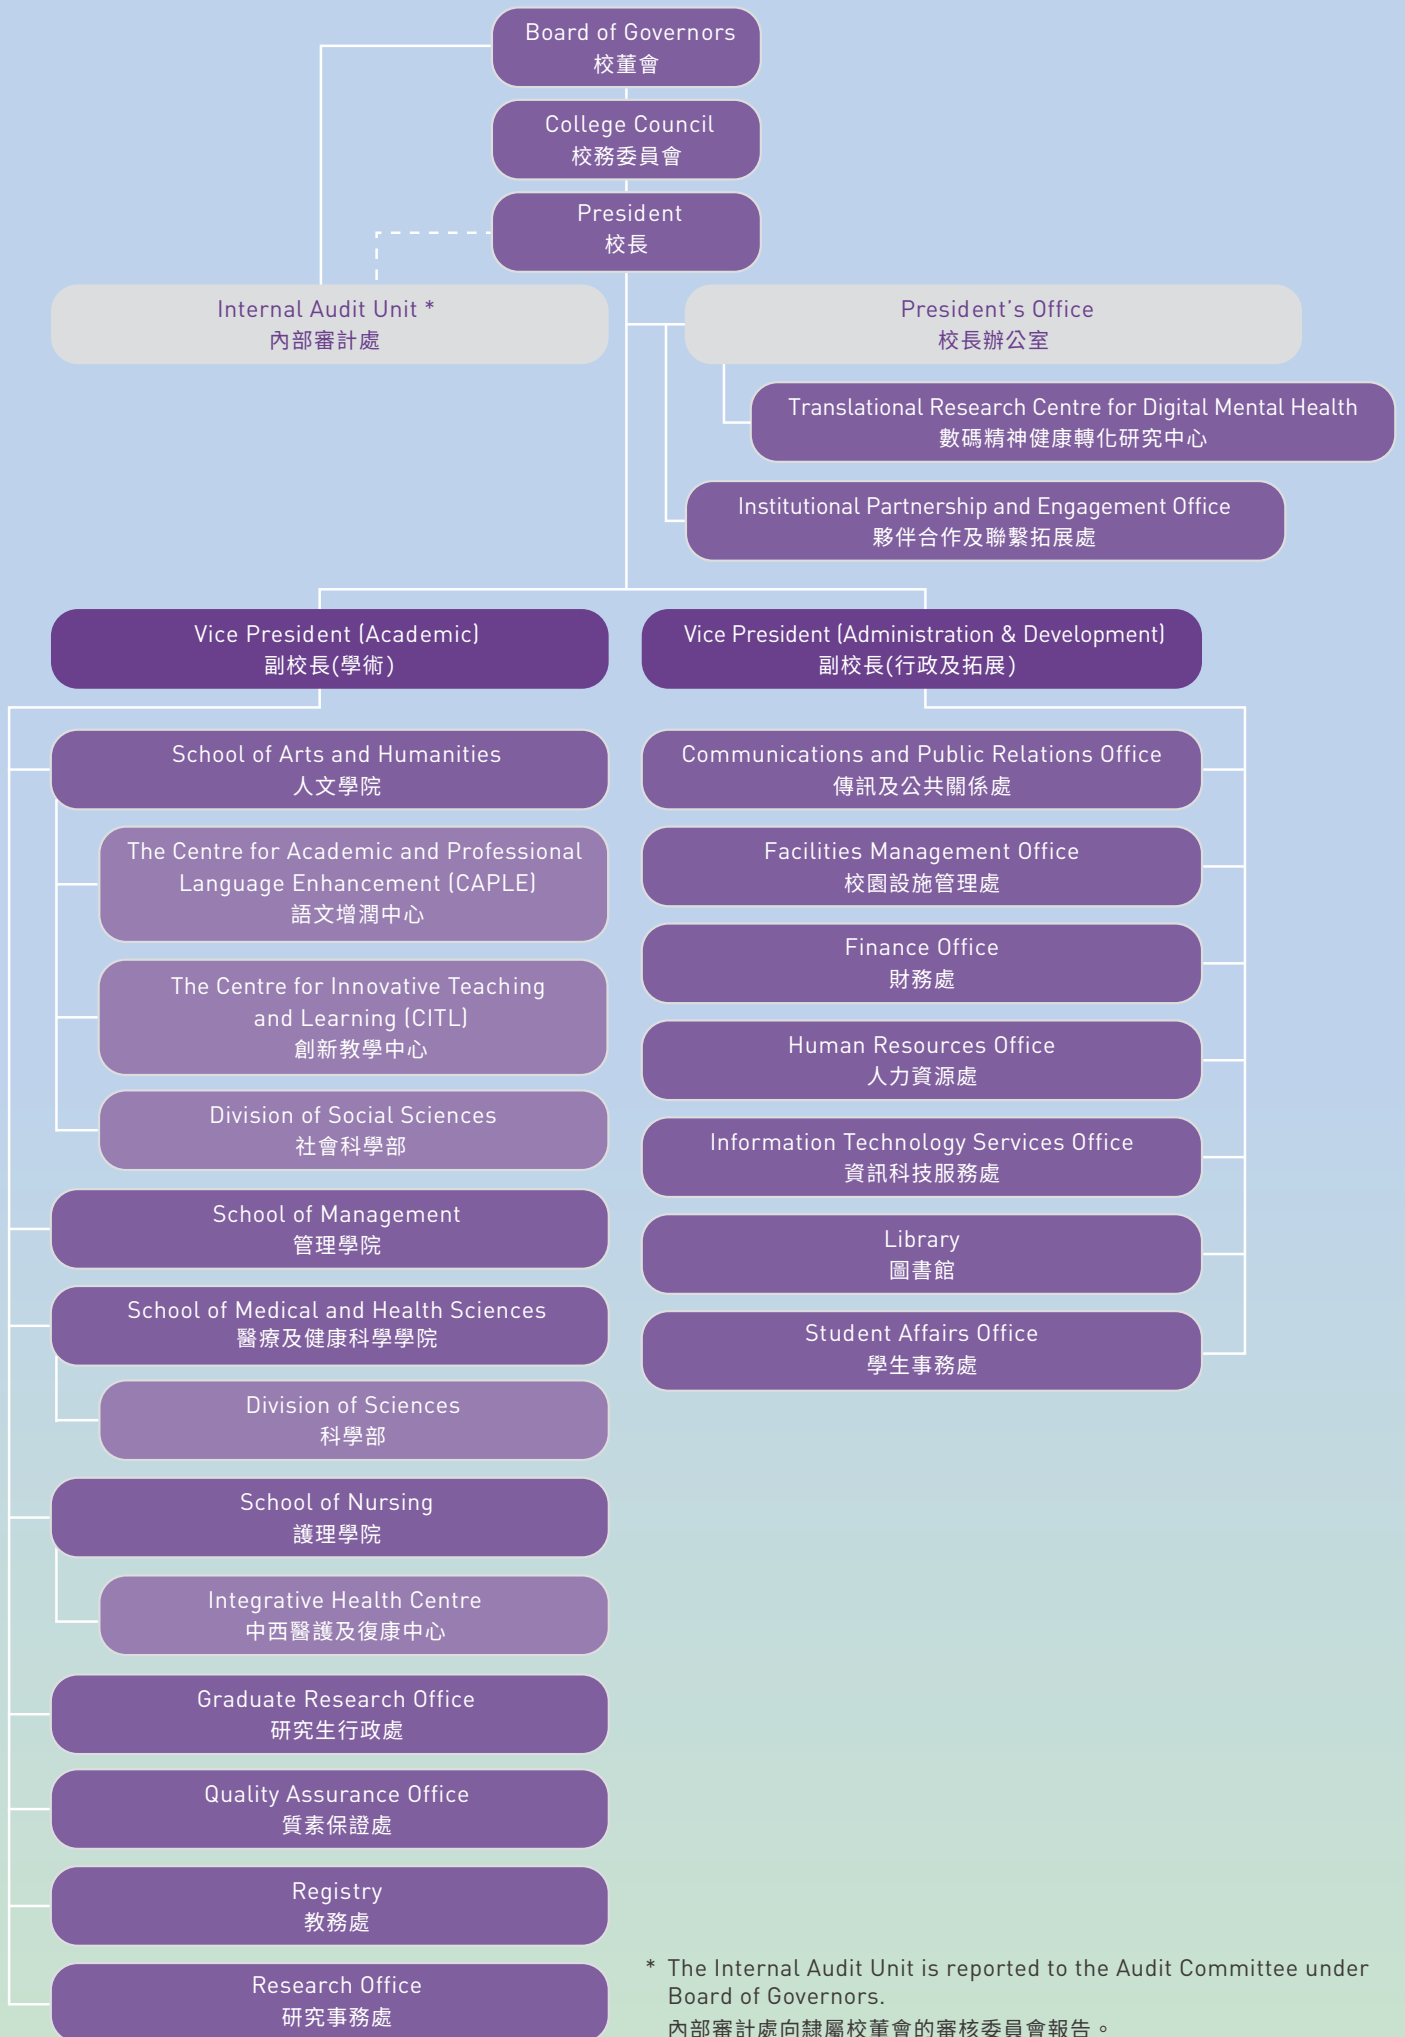 Board of Governors
校董會
College Council
校務委員會
President
校長
Internal Audit Unit *
內部審計處
President’s Office
校長辦公室
Translational Research Centre for Digital Mental Health
數碼精神健康轉化研究中心
Institutional Partnership and Engagement Office
夥伴合作及聯繫拓展處
Vice President (Academic)
副校長(學術)
School of Arts and Humanities
人文學院
The Centre for Academic and Professional
Language Enhancement (CAPLE)
語文增潤中心
The Centre for Innovative Teaching
and Learning (CITL)
創新教學中心
Division of Social Sciences
社會科學部
School of Management
管理學院
School of Medical and Health Sciences
醫療及健康科學學院
Division of Sciences
科學部
School of Nursing
護理學院
Integrative Health Centre
中西醫護及復康中心
Graduate Research Office
研究生行政處
Quality Assurance Office
質素保證處
Registry
教務處
Research Office
研究事務處
Vice President (Administration & Development)
副校長(行政及拓展)
Communications and Public Relations Office
傳訊及公共關係處
Facilities Management Office
校園設施管理處
Finance Office
財務處
Human Resources Office
人力資源處
Information Technology Services Office
資訊科技服務處
Library
圖書館
Student Affairs Office
學生事務處
* The Internal Audit Unit is reported to the Audit Committee under
Board of Governors.
內部審計處向隸屬校董會的審核委員會報告。